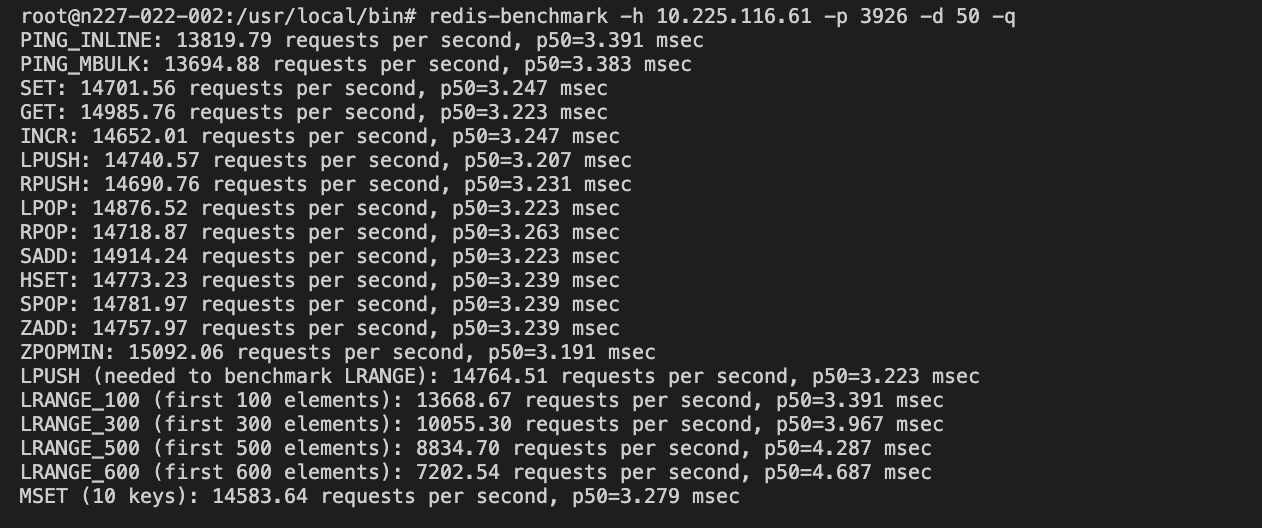 root@n227-022-002:/usr/local/bin# redis-benchmark -h 10.225.116.61 -p 3926 -d 50 -q
PING_INLINE: 13819.79 requests per second, p50=3.391 msec
PING_MBULK: 13694.88 requests per second, p50=3.383 msec
SET: 14701.56 requests per second, p50=3.247 msec
GET: 14985.76 requests per second, p50=3.223 msec
INCR: 14652.01 requests per second, p50=3.247 msec
LPUSH: 14740.57 requests per second, p50=3.207 msec
RPUSH: 14690.76 requests per second, p50=3.231 msec
LPOP: 14876.52 requests per second, p50=3.223 msec
RPOP: 14718.87 requests per second, p50=3.263 msec
SADD: 14914.24 requests per second, p50=3.223 msec
HSET: 14773.23 requests per second, p50=3.239 msec
SPOP: 14781.97 requests per second, p50=3.239 msec
ZADD: 14757.97 requests per second, p50=3.239 msec
ZPOPMIN: 15092.06 requests per second, p50=3.191 msec
LPUSH (needed to benchmark LRANGE): 14764.51 requests per second, p50=3.223 msec
LRANGE_100 (first 100 elements): 13668.67 requests per second, p50=3.391 msec
LRANGE_300 (first 300 elements): 10055.30 requests per second, p50=3.967 msec
LRANGE_500 (first 500 elements): 8834.70 requests per second, p50=4.287 msec
LRANGE_600 (first 600 elements): 7202.54 requests per second, p50=4.687 msec
MSET (10 keys): 14583.64 requests per second, p50=3.279 msec